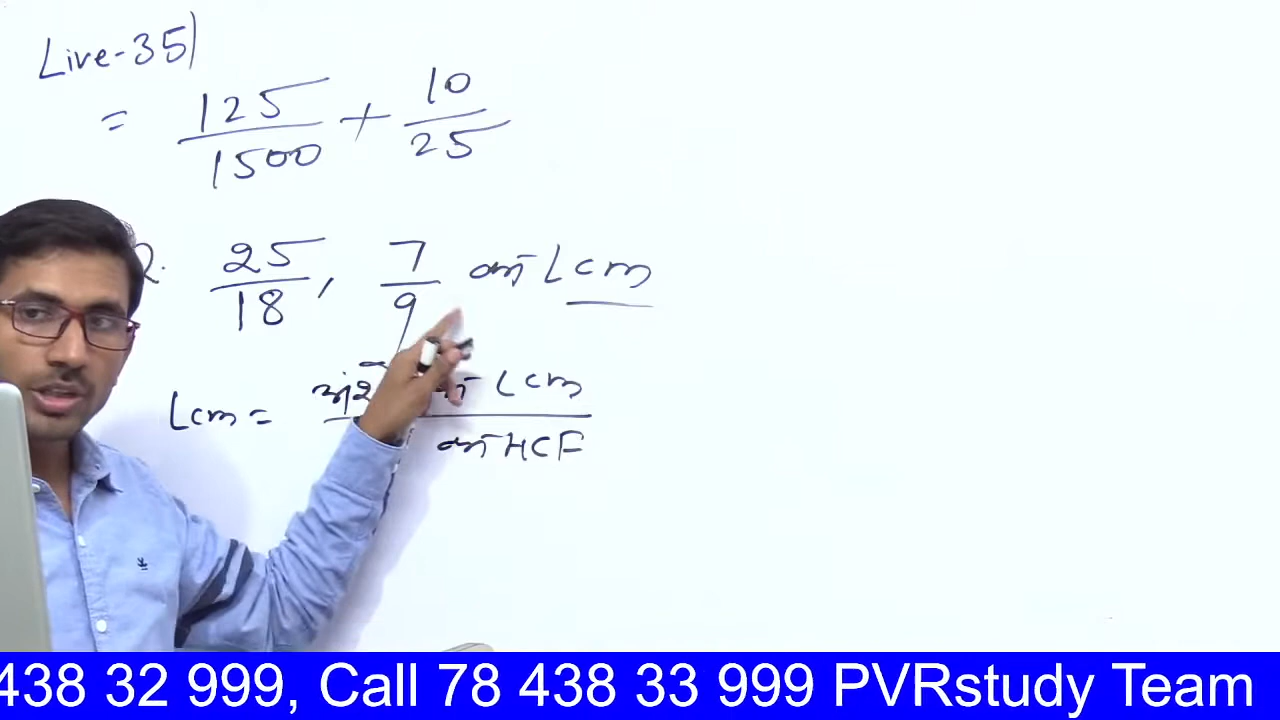 Live-35)
= 125/1500 + 10/25
2. 25/18, 7/9 का Lcm
Lcm = का Lcm
का HCF
438 32 999, Call 78 438 33 999 PVRstudy Team